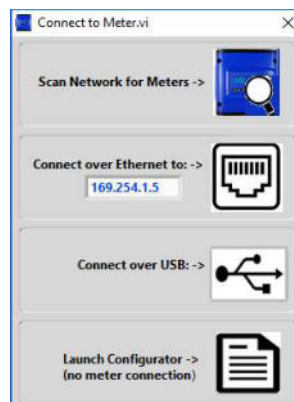 Connect to Meter.vi
Scan Network for Meters ->
Connect over Ethernet to: ->
169.254.1.5
Connect over USB: ->
Launch Configurator ->
(no meter connection)